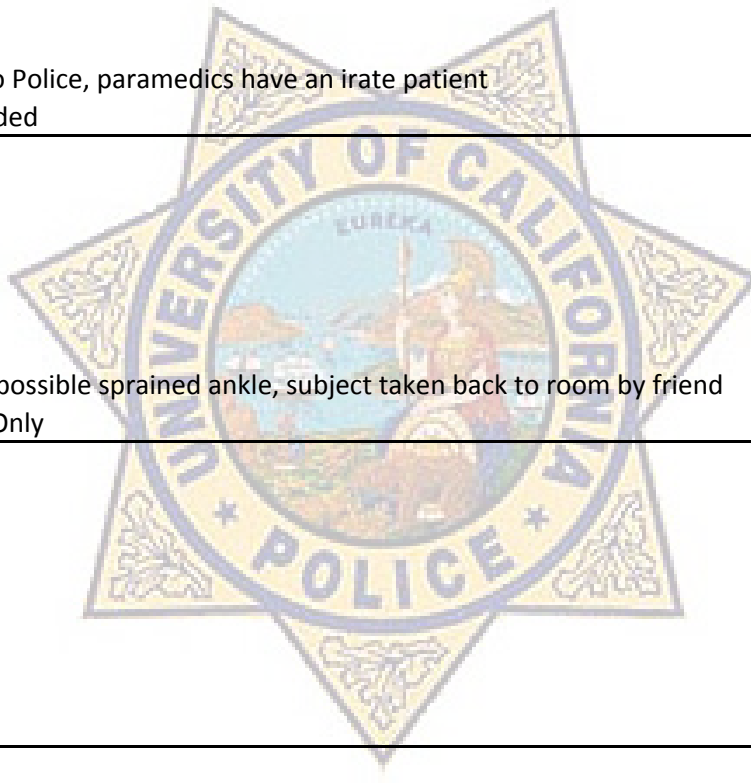 o Police, paramedics have an irate patient
ded
UNIVERSITY OF CALIFORNIA
EUREKA
possible sprained ankle, subject taken back to room by friend
Only
POLICE